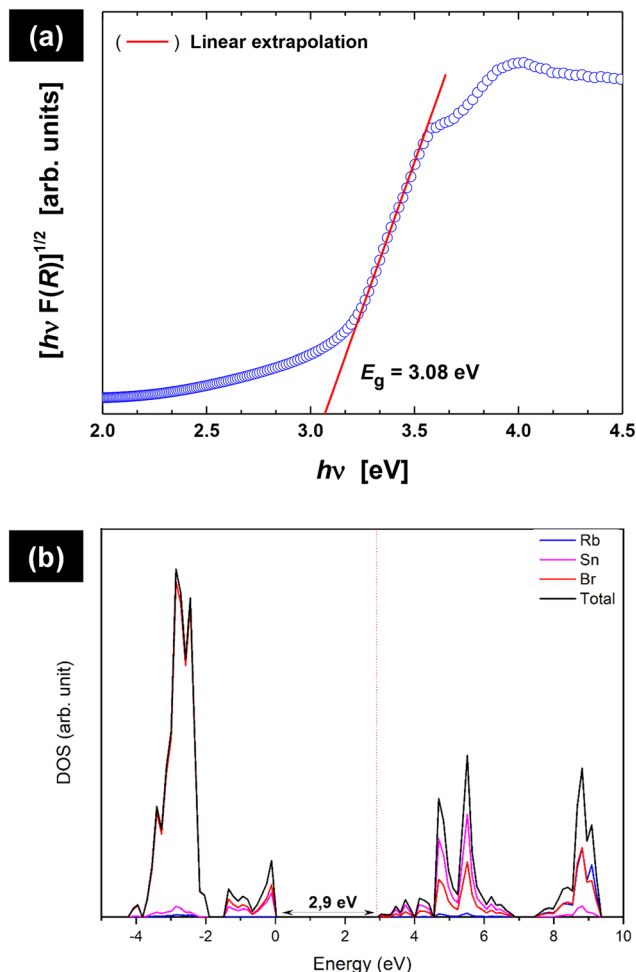 (a)
( — ) Linear extrapolation
[hν F(R)]^1/2 [arb. units]
E_g = 3.08 eV
2.0 2.5 3.0 3.5 4.0 4.5
hν [eV]
(b)
Rb
Sn
Br
Total
DOS (arb. unit)
2,9 eV
-4 -2 0 2 4 6 8 10
Energy (eV)